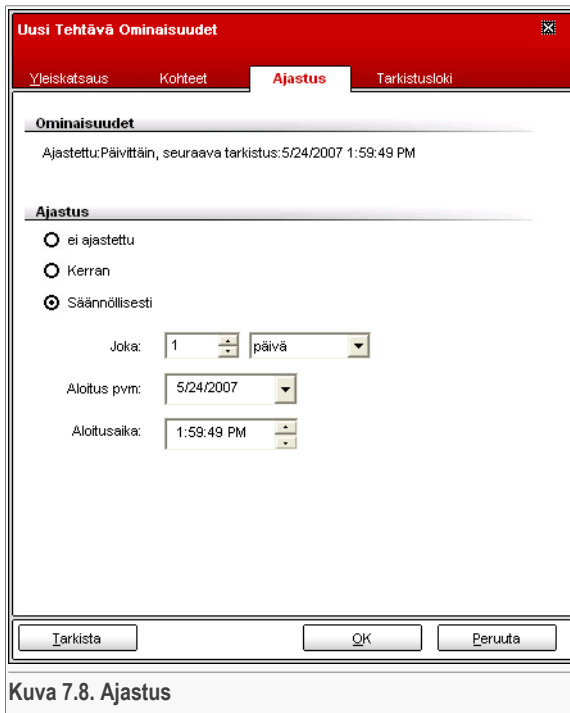 Uusi Tehtävä Ominaisuudet
Yleiskatsaus Kohteet Ajastus Tarkistusloki
Ominaisuudet
Ajastettu:Päivittäin, seuraava tarkistus:5/24/2007 1:59:49 PM
Ajastus
ei ajastettu
Kerran
Säännöllisesti
Joka: 1 päivä
Aloitus pvm: 5/24/2007
Aloitusaika: 1:59:49 PM
Tarkista OK Peruuta
Kuva 7.8. Ajastus